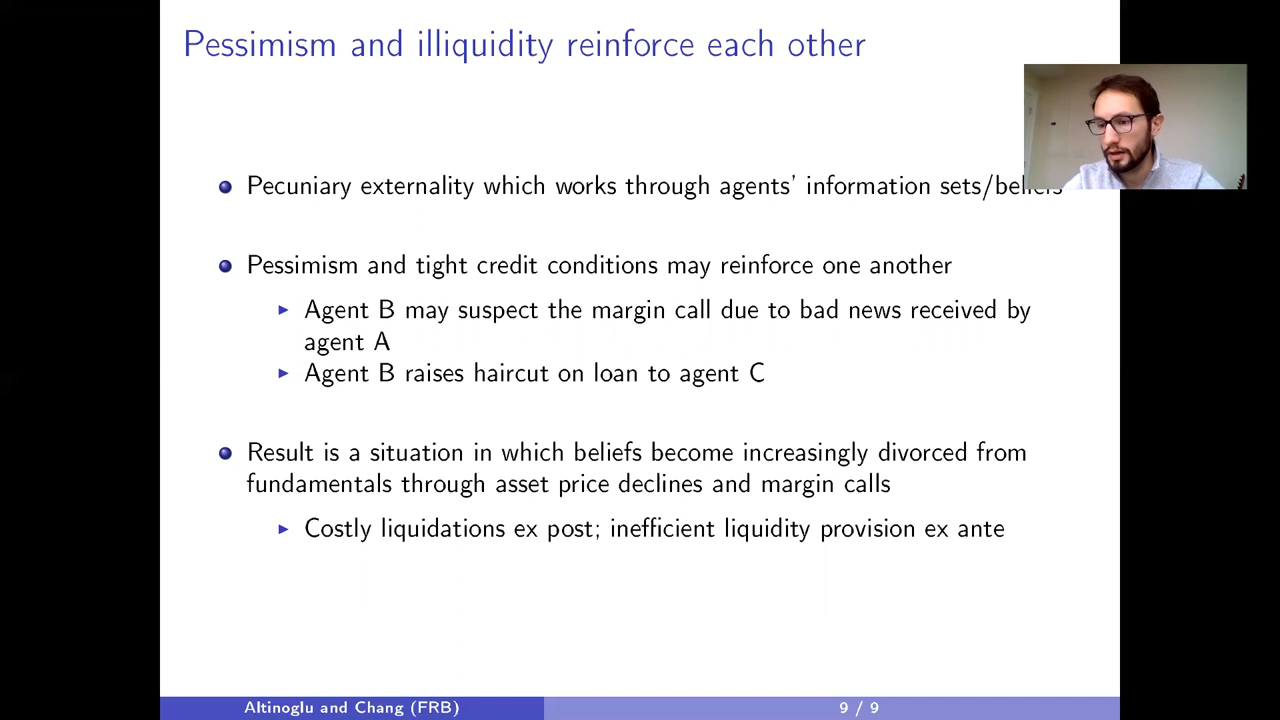 Pessimism and illiquidity reinforce each other
Pecuniary externality which works through agents' information sets/beliefs
Pessimism and tight credit conditions may reinforce one another
Agent B may suspect the margin call due to bad news received by
agent A
Agent B raises haircut on loan to agent C
Result is a situation in which beliefs become increasingly divorced from
fundamentals through asset price declines and margin calls
Costly liquidations ex post; inefficient liquidity provision ex ante
Altinoglu and Chang (FRB)
9 / 9